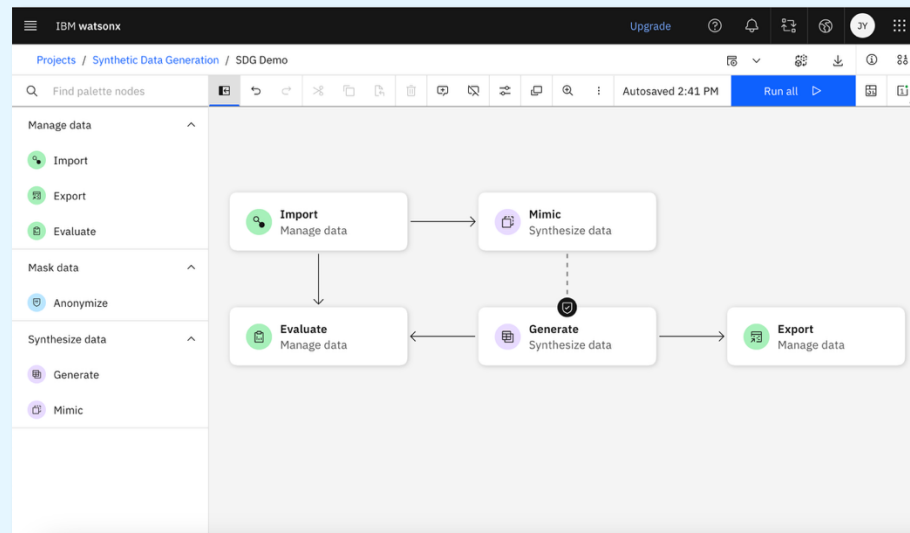 IBM watsonx
Upgrade
JY
Projects / Synthetic Data Generation / SDG Demo
Find palette nodes
Autosaved 2:41 PM
Run all
Manage data
Import
Export
Evaluate
Mask data
Anonymize
Synthesize data
Generate
Mimic
Import
Manage data
Mimic
Synthesize data
Evaluate
Manage data
Generate
Synthesize data
Export
Manage data